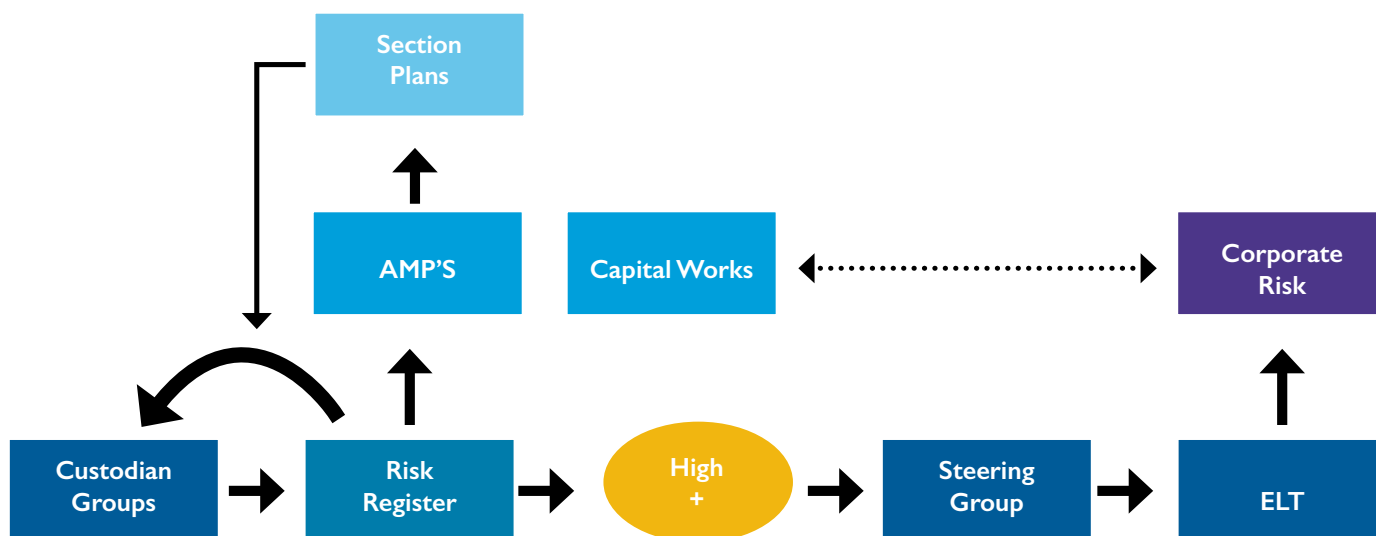 Section
Plans
AMP’S
Capital Works
Corporate
Risk
Custodian
Groups
Risk
Register
High
+
Steering
Group
ELT